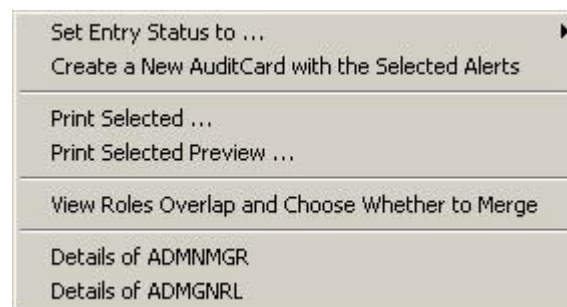 Set Entry Status to ...
Create a New AuditCard with the Selected Alerts
Print Selected ...
Print Selected Preview ...
View Roles Overlap and Choose Whether to Merge
Details of ADMNMGR
Details of ADMGNRL